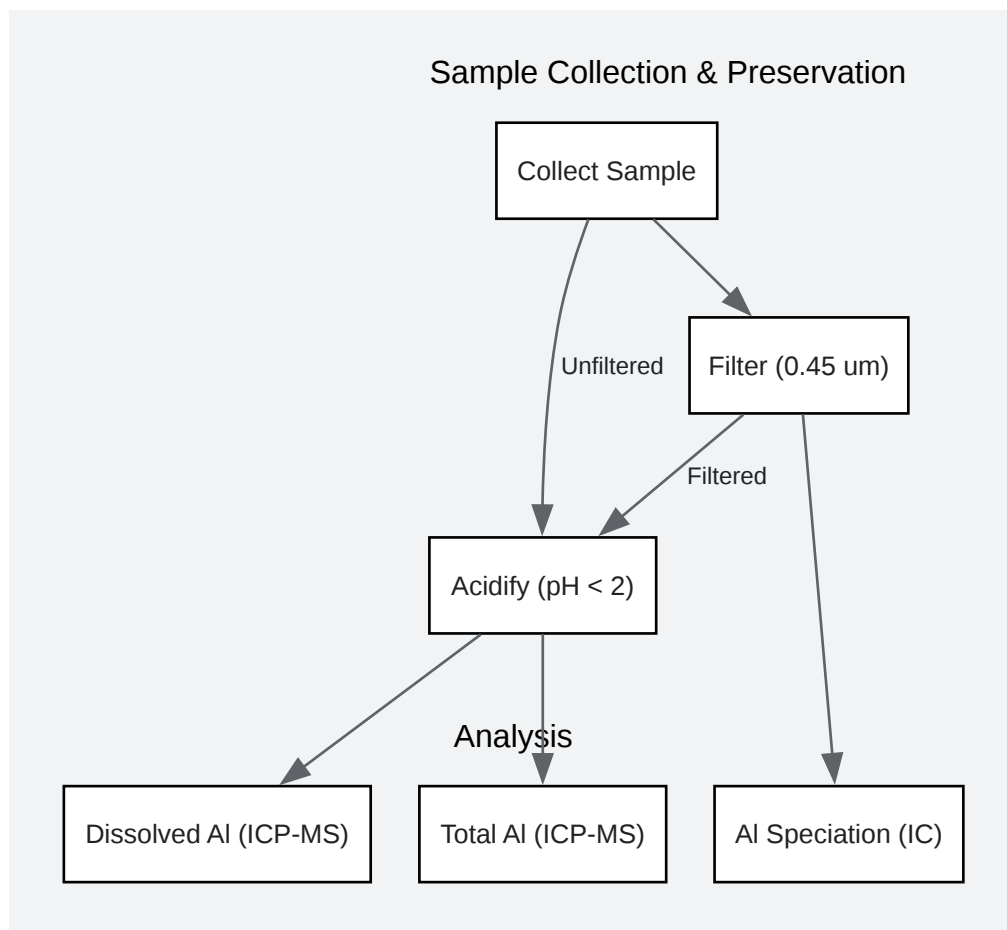 Sample Collection & Preservation
Collect Sample
Unfiltered
Filter (0.45 um)
Filtered
Acidify (pH < 2)
Analysis
Dissolved Al (ICP-MS)
Total Al (ICP-MS)
Al Speciation (IC)